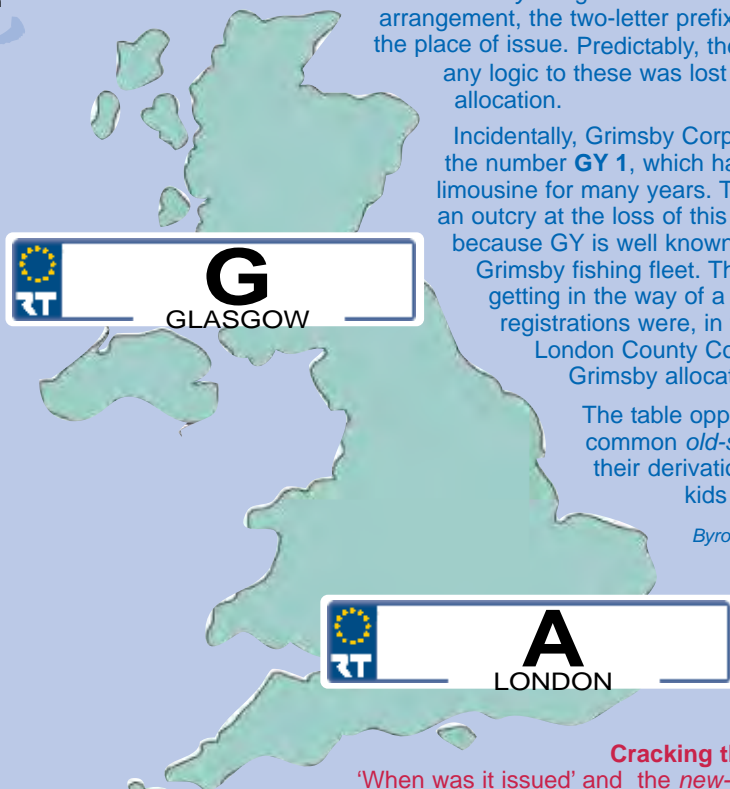 arrangement, the two-letter prefix
the place of issue. Predictably, the
any logic to these was lost
allocation.
Incidentally, Grimsby Corp
the number GY 1, which ha
limousine for many years. T
an outcry at the loss of this
because GY is well known
Grimsby fishing fleet. Th
getting in the way of a
registrations were, in
London County Co
Grimsby allocat
The table opp
common old-s
their derivatio
kids
Byro
RT
G
GLASGOW
RT
A
LONDON
Cracking th
'When was it issued' and the new-